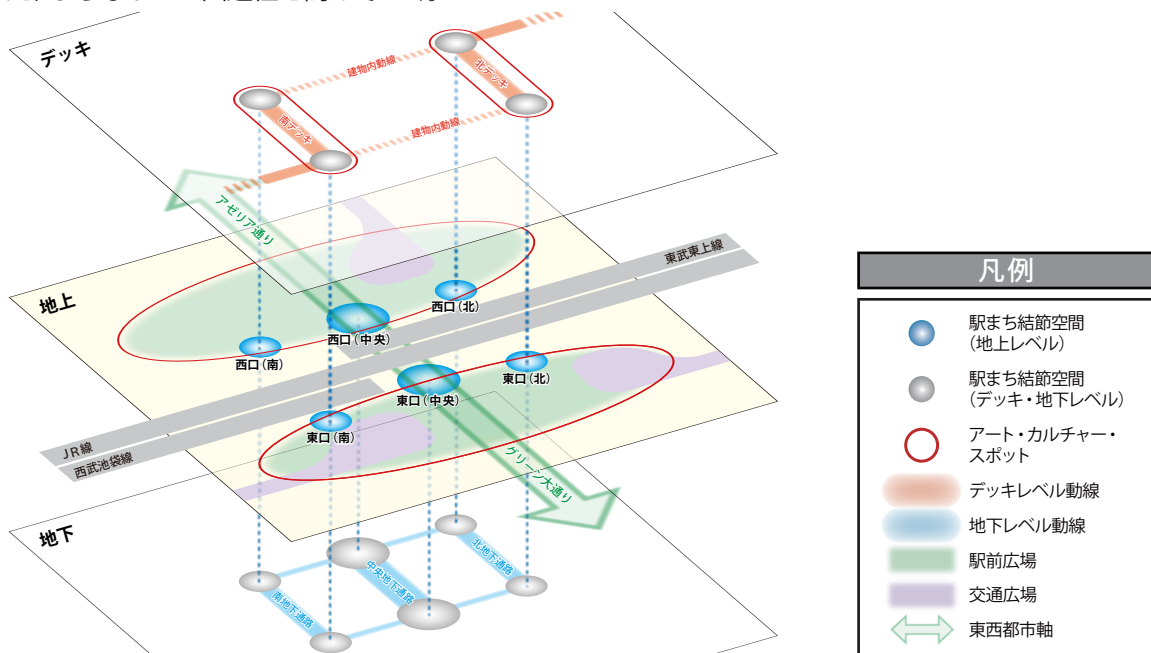 デッキ
建物内動線
北デッキ
南デッキ
建物内動線
アゼリア通り
東武東上線
地上
西口(北)
西口(中央)
西口(南)
東口(北)
東口(中央)
東口(南)
JR線
西武池袋線
グリーン大通り
地下
北地下通路
中央地下通路
南地下通路
凡例
駅まち結節空間
(地上レベル)
駅まち結節空間
(デッキ・地下レベル)
アート・カルチャー・
スポット
デッキレベル動線
地下レベル動線
駅前広場
交通広場
東西都市軸